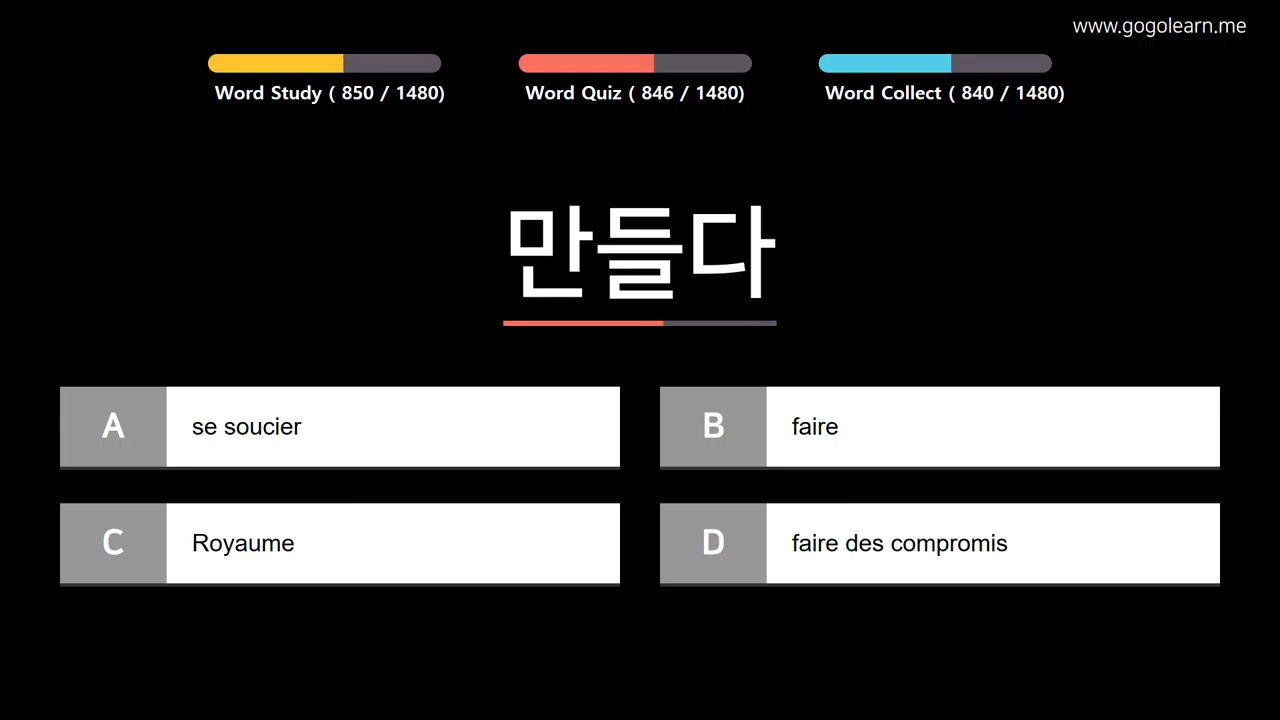 www.gogolearn.me
Word Study ( 850 / 1480)
Word Quiz ( 846 / 1480)
Word Collect ( 840 / 1480)
만들다
A se soucier
B faire
C Royaume
D faire des compromis